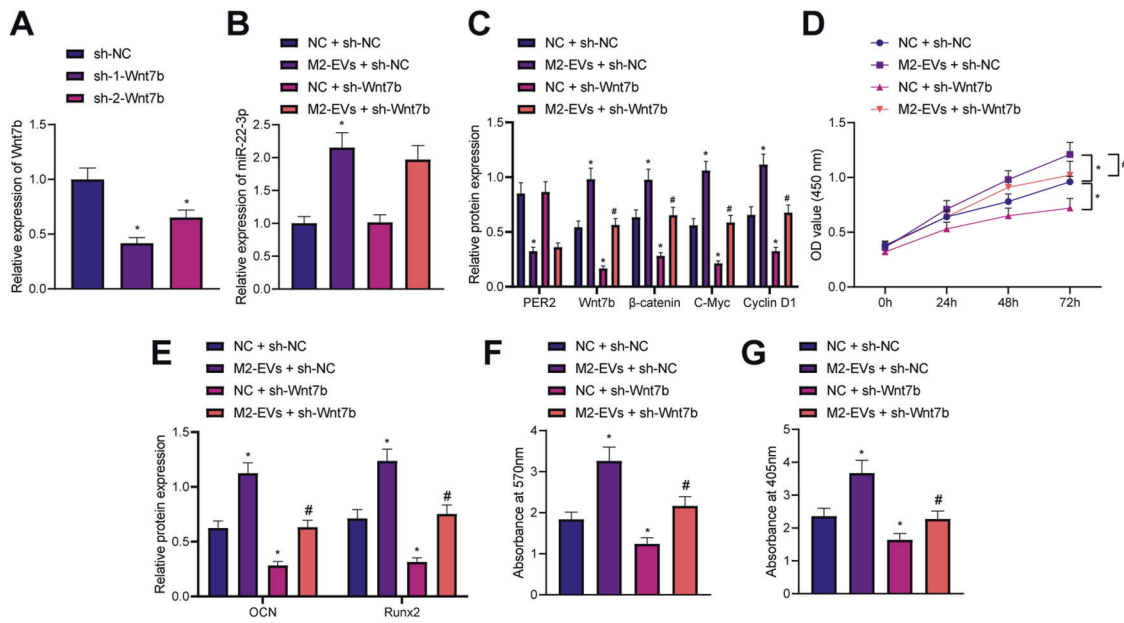 A
sh-NC
sh-1-Wnt7b
sh-2-Wnt7b
Relative expression of Wnt7b
1.5
1.0
0.5
0.0
*
*
B
NC + sh-NC
M2-EVs + sh-NC
NC + sh-Wnt7b
M2-EVs + sh-Wnt7b
Relative expression of miR-22-3p
2.5
2.0
1.5
1.0
0.5
0.0
*
C
NC + sh-NC
M2-EVs + sh-NC
NC + sh-Wnt7b
M2-EVs + sh-Wnt7b
Relative protein expression
1.5
1.0
0.5
0.0
*
*
*
#
*
*
#
*
*
#
*
*
#
PER2
Wnt7b
β-catenin
C-Myc
Cyclin D1
D
NC + sh-NC
M2-EVs + sh-NC
NC + sh-Wnt7b
M2-EVs + sh-Wnt7b
OD value (450 nm)
1.5
1.0
0.5
0.0
0h
24h
48h
72h
*
*
E
NC + sh-NC
M2-EVs + sh-NC
NC + sh-Wnt7b
M2-EVs + sh-Wnt7b
Relative protein expression
1.5
1.0
0.5
0.0
*
*
#
*
*
#
OCN
Runx2
F
NC + sh-NC
M2-EVs + sh-NC
NC + sh-Wnt7b
M2-EVs + sh-Wnt7b
Absorbance at 570nm
4
3
2
1
0
*
*
#
G
NC + sh-NC
M2-EVs + sh-NC
NC + sh-Wnt7b
M2-EVs + sh-Wnt7b
Absorbance at 405nm
5
4
3
2
1
0
*
*
#